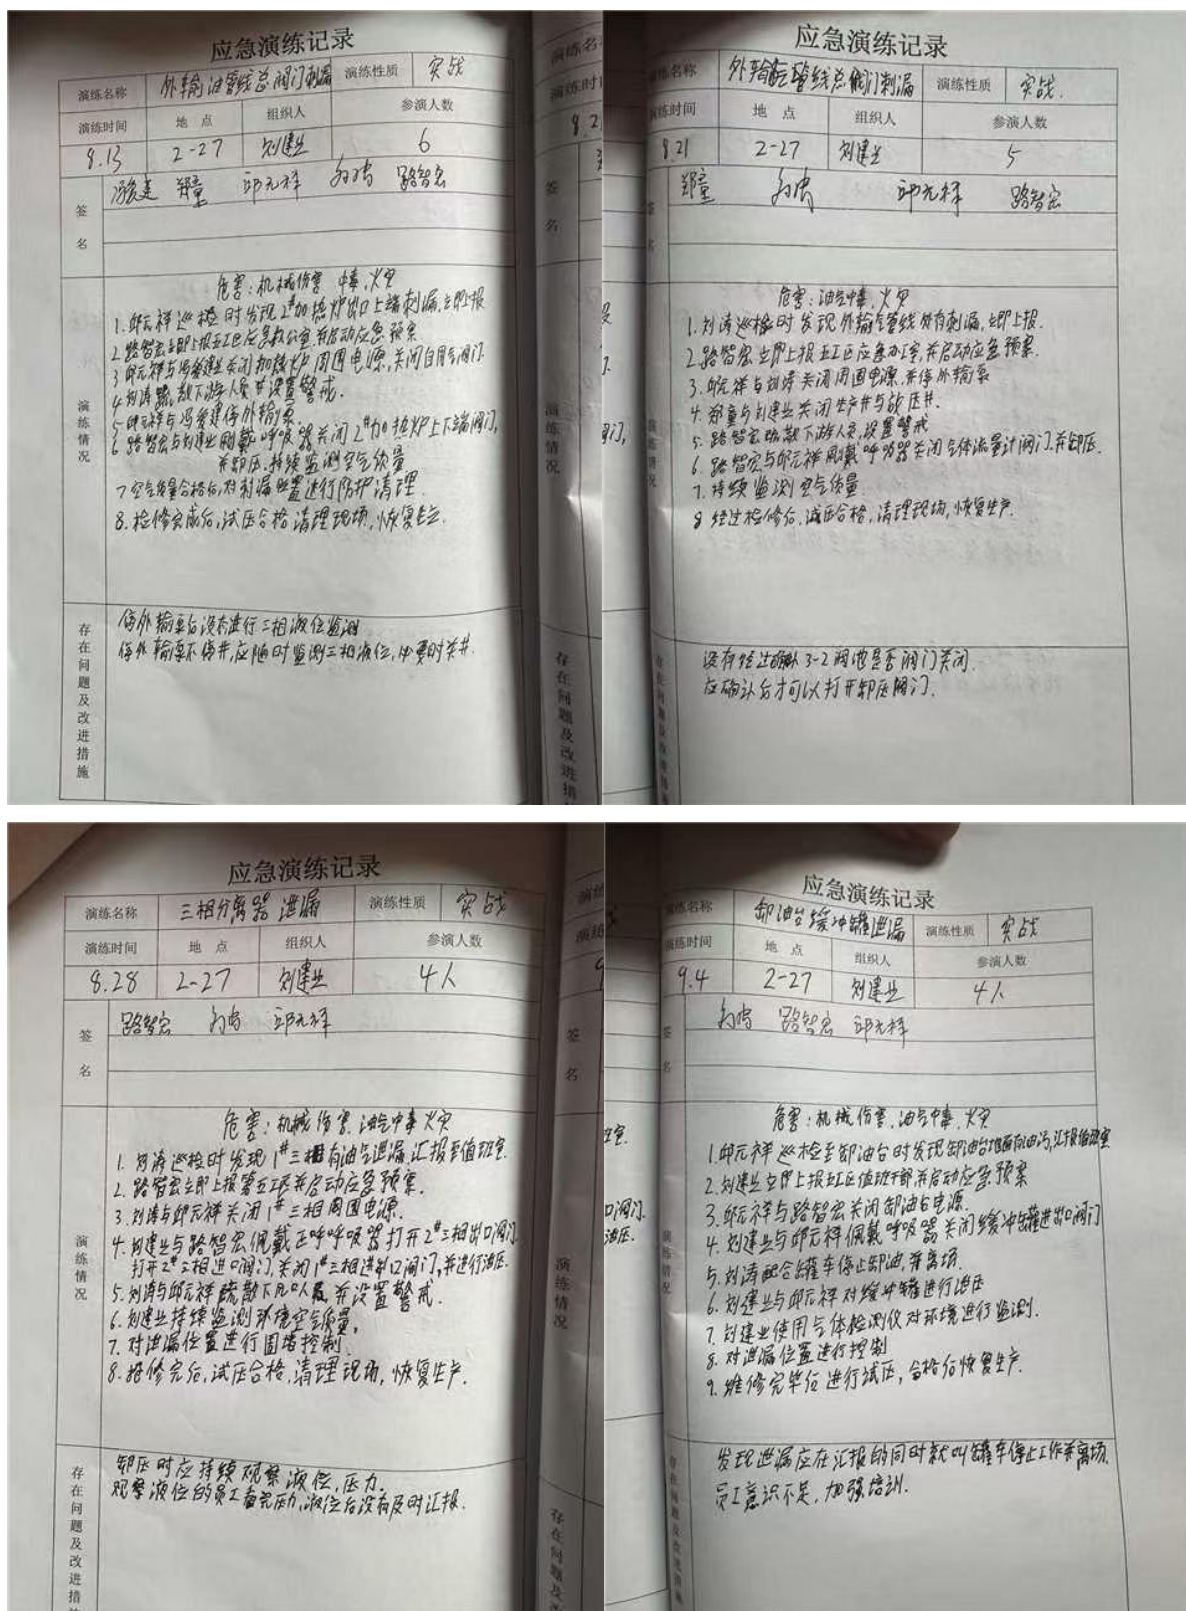 应急演练记录
演练名称 外输油管线总阀门刺漏 演练性质 实战
演练时间 地点 组织人 参演人数
8.13 2-27 刘建业 6
签名 冯爱建 郑童 邱元祥 刘涛 路智宏
演练情况
危害:机械伤害 中毒,火灾
1.邱元祥巡检时发现2#加热炉出口上端刺漏,立即上报
2.路智宏立即上报五工区应急办公室,并启动应急预案
3.邱元祥与冯爱建关闭加热炉周围电源,关闭自用气阀门.
4.刘涛疏散下游人员并设置警戒.
5.邱元祥与冯爱建停外输泵
6.路智宏与刘建业佩戴呼吸器关闭2#加热炉上下端阀门,
并卸压.持续监测空气质量
7.空气质量合格后,对刺漏位置进行防护清理.
8.检修完成后,试压合格,清理现场,恢复生产.
存在问题及改进措施
停外输泵后没有进行三相液位监测
停外输泵不停井,应随时监测三相液位,必要时关井.
应急演练记录
演练名称 外输气管线总阀门刺漏 演练性质 实战.
演练时间 地点 组织人 参演人数
8.21 2-27 刘建业 5
签名 郑童 刘涛 邱元祥 路智宏
演练情况
危害:油气中毒,火灾
1.刘涛巡检时发现外输气管线处有刺漏,立即上报.
2.路智宏立即上报五工区应急办公室,并启动应急预案.
3.邱元祥与刘涛关闭周围电源,并停外输泵
4.郑童与刘建业关闭生产井与放压井.
5.路智宏疏散下游人员,设置警戒
6.路智宏与邱元祥佩戴呼吸器关闭气体流量计阀门.并卸压.
7.持续监测空气质量.
8.经过检修后,试压合格,清理现场,恢复生产.
存在问题及改进措施
没有经过确认3-2阀池是否阀门关闭.
应确认后才可以打开卸压阀门.
应急演练记录
演练名称 三相分离器泄漏 演练性质 实战
演练时间 地点 组织人 参演人数
8.28 2-27 刘建业 4人
签名 路智宏 刘涛 邱元祥
演练情况
危害:机械伤害,油气中毒 火灾
1.刘涛巡检时发现1#三相有油气泄漏,汇报至值班室.
2.路智宏立即上报第五工区并启动应急预案.
3.刘涛与邱元祥关闭1#三相周围电源.
4.刘建业与路智宏佩戴正呼呼吸器打开2#三相出口阀门.
打开2#三相进口阀门,关闭1#三相进出口阀门,并进行泄压.
5.刘涛与邱元祥疏散下风口人员并设置警戒.
6.刘建业持续监测环境空气质量,
7.对泄漏位置进行围堵控制.
8.检修完后,试压合格,清理现场,恢复生产.
存在问题及改进措
卸压时应持续观察液位,压力.
观察液位的员工看完压力,液位后没有及时汇报.
应急演练记录
演练名称 卸油台缓冲罐泄漏 演练性质 实战
演练时间 地点 组织人 参演人数
9.4 2-27 刘建业 4人
签名 刘涛 路智宏 邱元祥
演练情况
危害:机械伤害,油气中毒,火灾
1.邱元祥巡检至卸油台时发现卸油台地面有油污,汇报值班室
2.刘建业立即上报五工区值班干部,并启动应急预案
3.邱元祥与路智宏关闭卸油台电源.
4.刘建业与邱元祥佩戴呼吸器关闭缓冲罐进出口阀门
5.刘涛配合罐车停止卸油,并离场.
6.刘建业与邱元祥对缓冲罐进行泄压
7.刘建业使用气体检测仪对环境进行监测.
8.对泄漏位置进行控制
9.维修完毕后进行试压,合格后恢复生产.
存在问题及改进措施
发现泄漏应在汇报的同时就叫罐车停止工作并离场.
员工意识不足,加强培训.